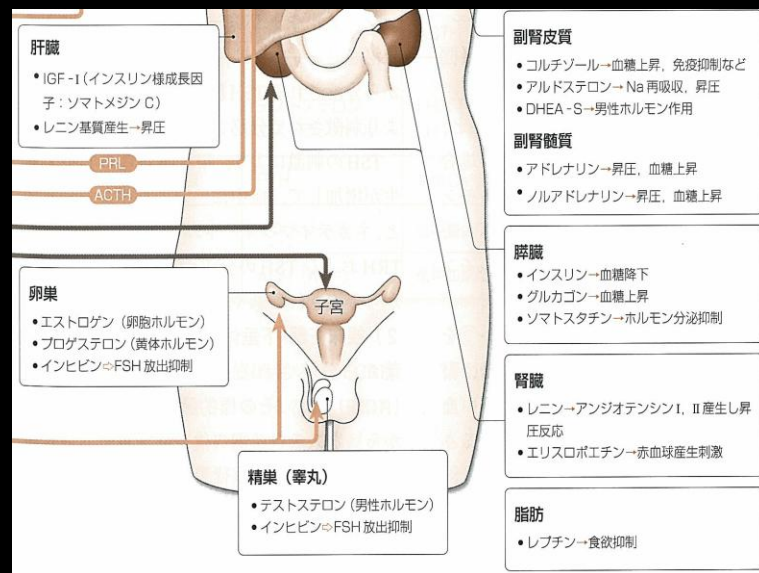 肝臓
• IGF-I(インスリン様成長因
子:ソマトメジン C)
• レニン基質産生→昇圧
PRL
ACTH
卵巣
• エストロゲン (卵胞ホルモン)
• プロゲステロン (黄体ホルモン)
• インヒビン⇨FSH 放出抑制
子宮
精巣(睾丸)
• テストステロン (男性ホルモン)
• インヒビン⇨FSH 放出抑制
副腎皮質
• コルチゾール→血糖上昇, 免疫抑制など
• アルドステロン→ Na 再吸収, 昇圧
• DHEA-S→男性ホルモン作用
副腎髄質
• アドレナリン→昇圧, 血糖上昇
• ノルアドレナリン→昇圧, 血糖上昇
膵臓
• インスリン→血糖降下
• グルカゴン→血糖上昇
• ソマトスタチン→ホルモン分泌抑制
腎臓
• レニン→アンジオテンシンI, II 産生し昇
圧反応
• エリスロポエチン→赤血球産生刺激
脂肪
• レプチン→食欲抑制